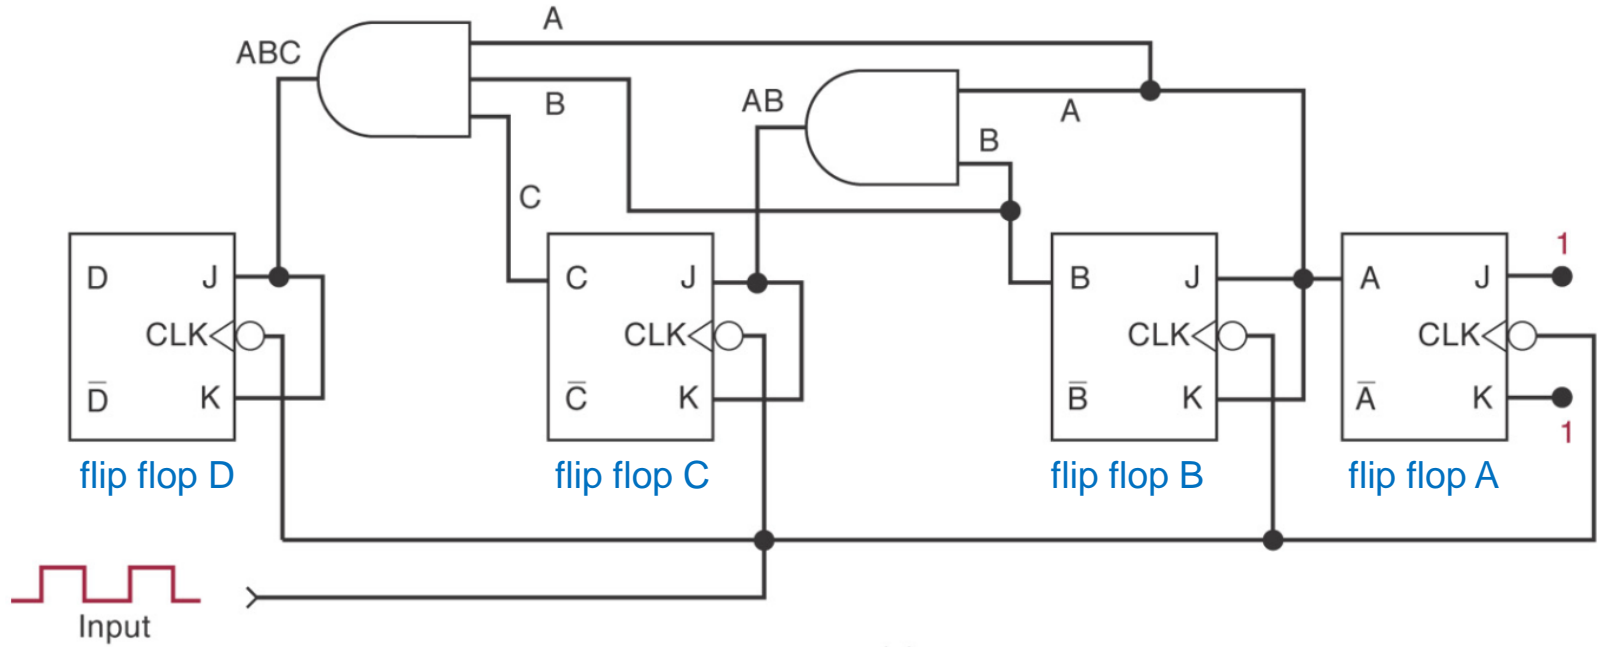 A
ABC
B
AB
A
B
C
D J
CLK
D̅ K
C J
CLK
C̅ K
B J
CLK
B̅ K
A J
CLK
A̅ K
1
1
flip flop D
flip flop C
flip flop B
flip flop A
Input